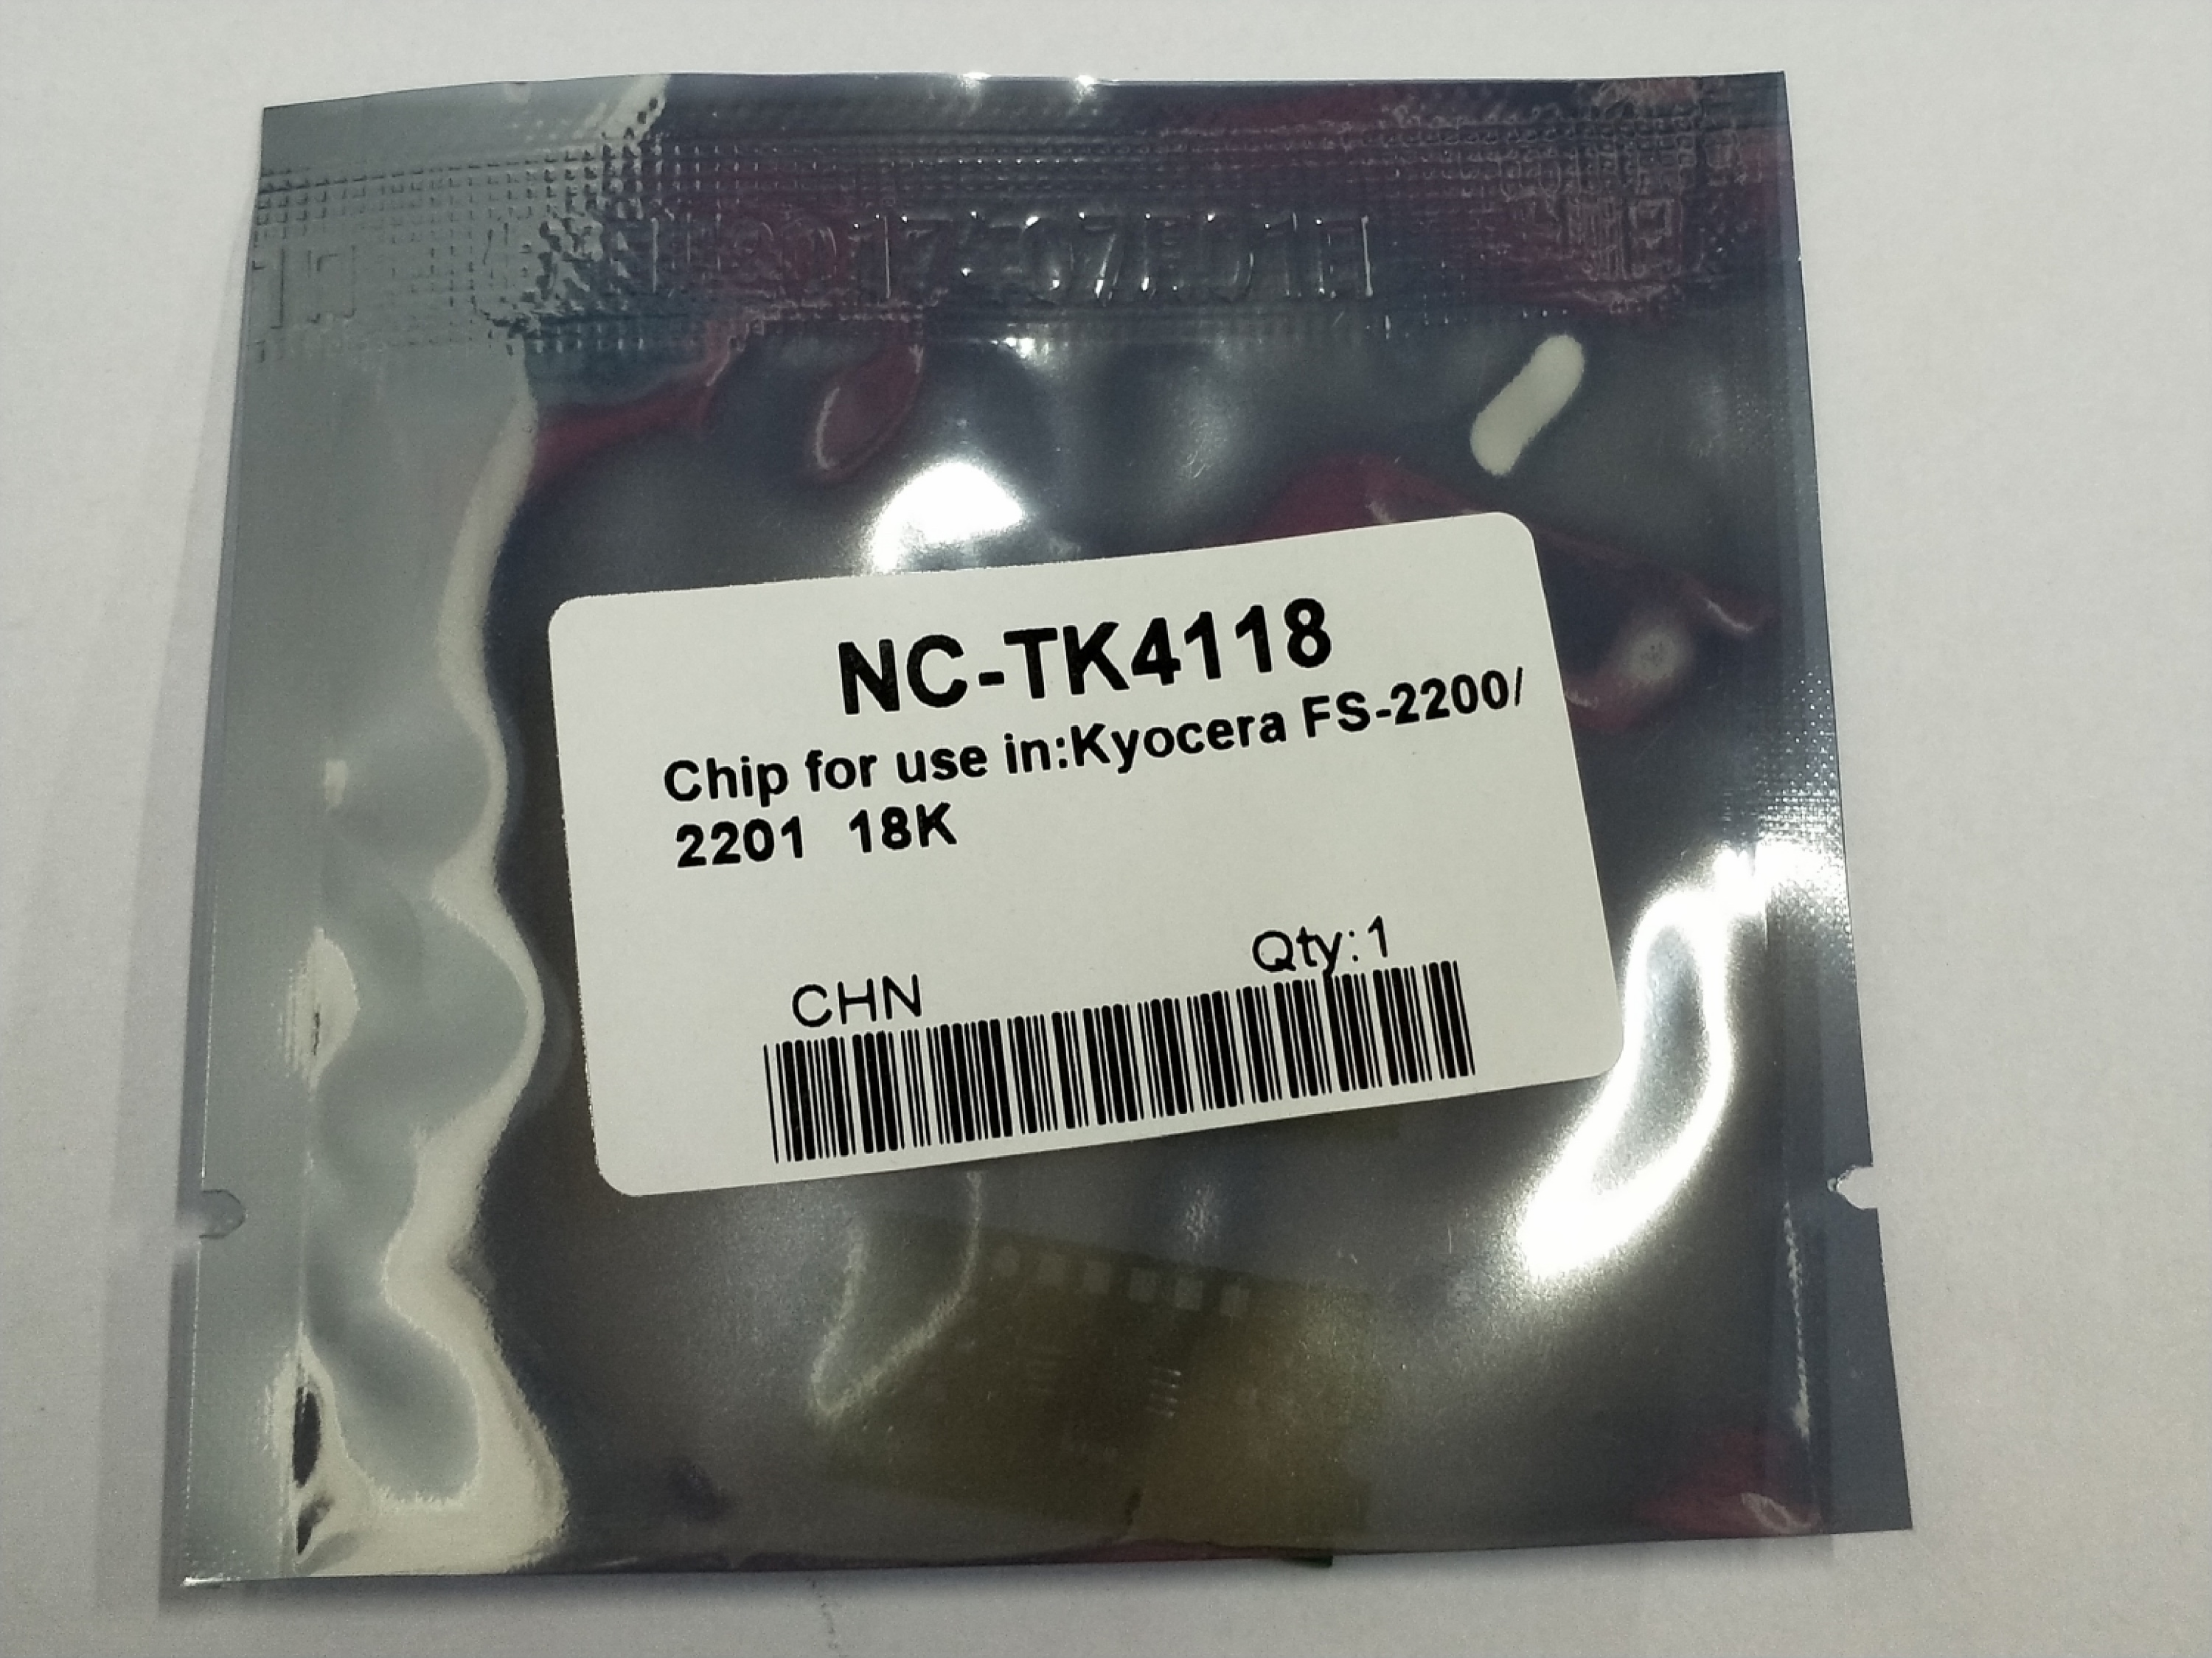 NC-TK4118
Chip for use in:Kyocera FS-2200/
2201 18K
Qty:1
CHN